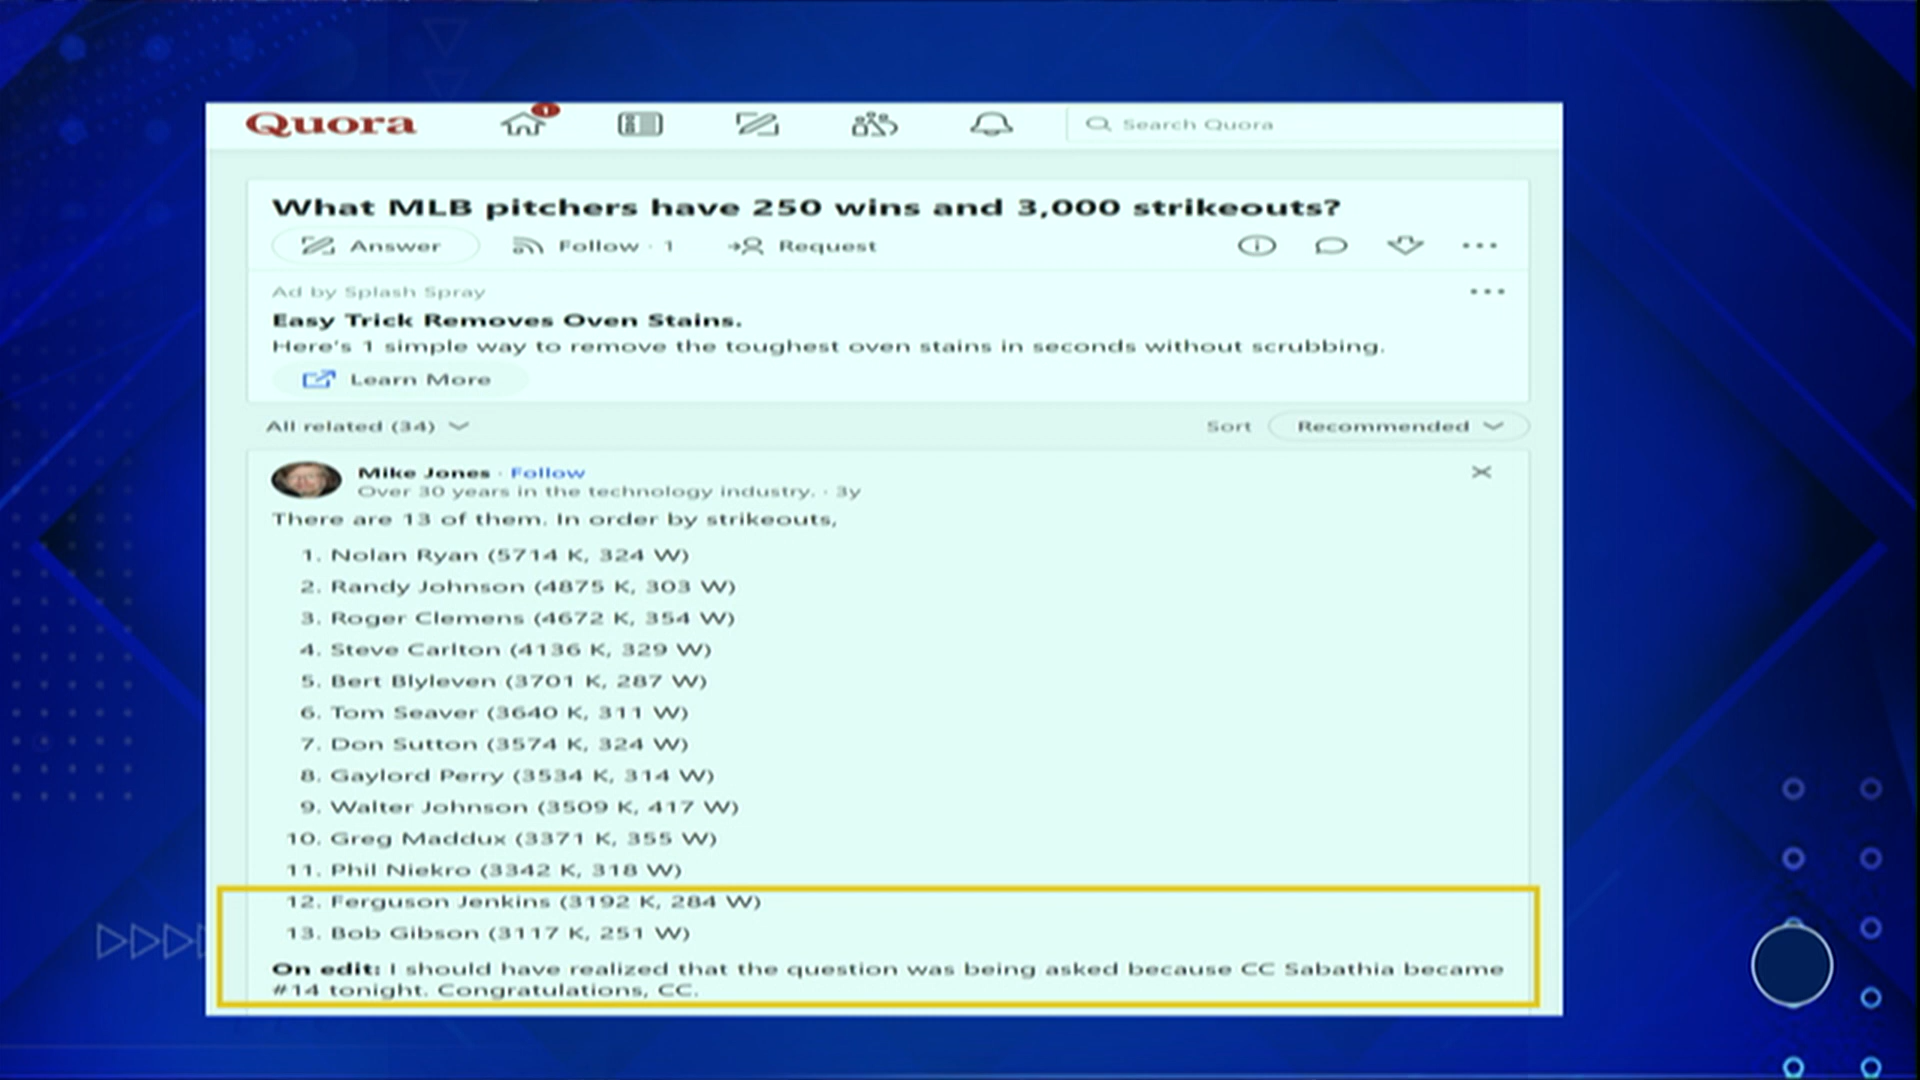 Quora
1
Search Quora
What MLB pitchers have 250 wins and 3,000 strikeouts?
Answer
Follow · 1
Request
Ad by Splash Spray
Easy Trick Removes Oven Stains.
Here's 1 simple way to remove the toughest oven stains in seconds without scrubbing.
Learn More
All related (34)
Sort
Recommended
Mike Jones · Follow
Over 30 years in the technology industry. · 3y
There are 13 of them. In order by strikeouts,
1. Nolan Ryan (5714 K, 324 W)
2. Randy Johnson (4875 K, 303 W)
3. Roger Clemens (4672 K, 354 W)
4. Steve Carlton (4136 K, 329 W)
5. Bert Blyleven (3701 K, 287 W)
6. Tom Seaver (3640 K, 311 W)
7. Don Sutton (3574 K, 324 W)
8. Gaylord Perry (3534 K, 314 W)
9. Walter Johnson (3509 K, 417 W)
10. Greg Maddux (3371 K, 355 W)
11. Phil Niekro (3342 K, 318 W)
12. Ferguson Jenkins (3192 K, 284 W)
13. Bob Gibson (3117 K, 251 W)
On edit: I should have realized that the question was being asked because CC Sabathia became
#14 tonight. Congratulations, CC.